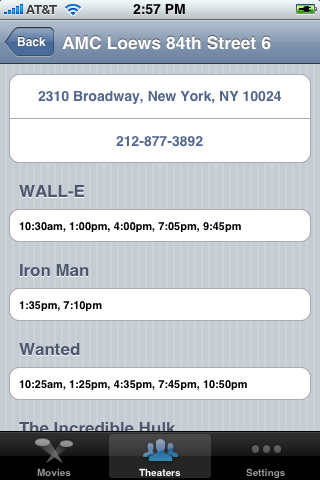 AT&T 2:57 PM
Back AMC Loews 84th Street 6
2310 Broadway, New York, NY 10024
212-877-3892
WALL-E
10:30am, 1:00pm, 4:00pm, 7:05pm, 9:45pm
Iron Man
1:35pm, 7:10pm
Wanted
10:25am, 1:25pm, 4:35pm, 7:45pm, 10:50pm
The Incredible Hulk
Movies Theaters Settings